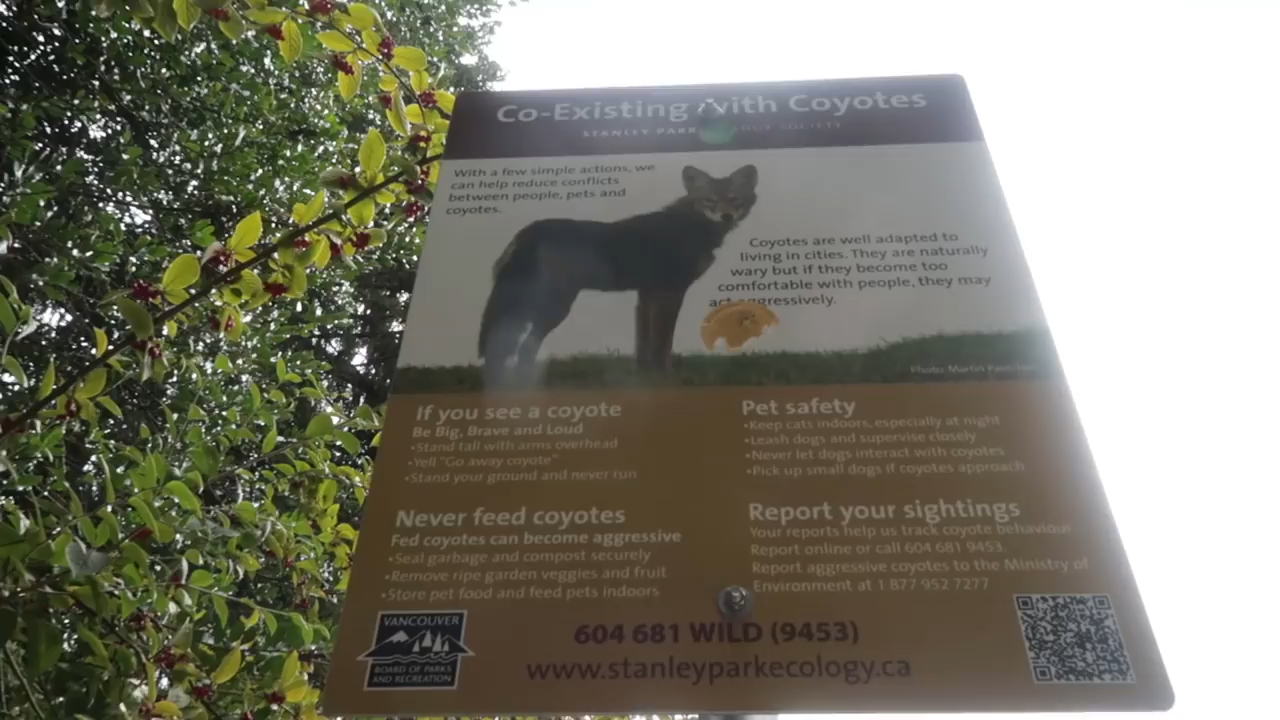 Co-Existing with Coyotes
STANLEY PARK ECOLOGY SOCIETY
With a few simple actions, we
can help reduce conflicts
between people, pets and
coyotes.
Coyotes are well adapted to
living in cities. They are naturally
wary but if they become too
comfortable with people, they may
act aggressively.
Photo: Martin
If you see a coyote
Be Big, Brave and Loud
•Stand tall with arms overhead
•Yell "Go away coyote"
•Stand your ground and never run
Never feed coyotes
Fed coyotes can become aggressive
•Seal garbage and compost securely
•Remove ripe garden veggies and fruit
•Store pet food and feed pets indoors
Pet safety
•Keep cats indoors, especially at night
•Leash dogs and supervise closely
•Never let dogs interact with coyotes
•Pick up small dogs if coyotes approach
Report your sightings
Your reports help us track coyote behaviour
Report online or call 604 681 9453.
Report aggressive coyotes to the Ministry of
Environment at 1 877 952 7277
VANCOUVER
BOARD OF PARKS
AND RECREATION
604 681 WILD (9453)
www.stanleyparkecology.ca